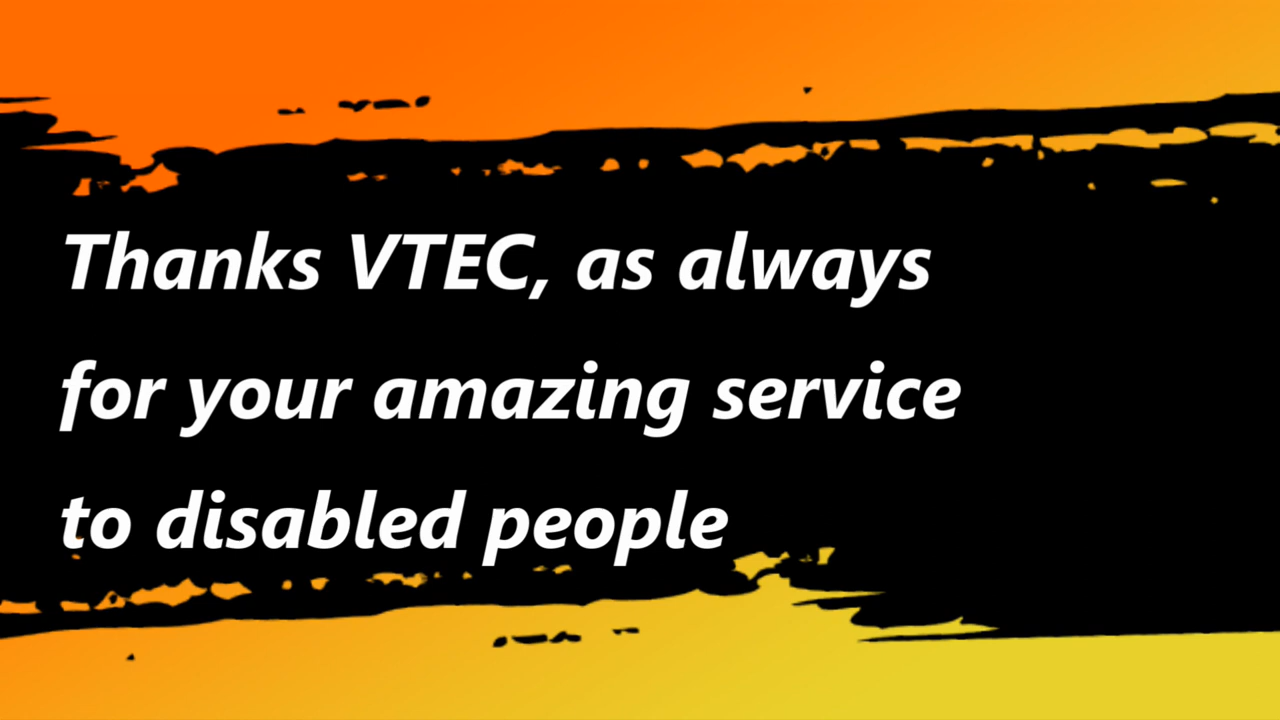 Thanks VTEC, as always
for your amazing service
to disabled people